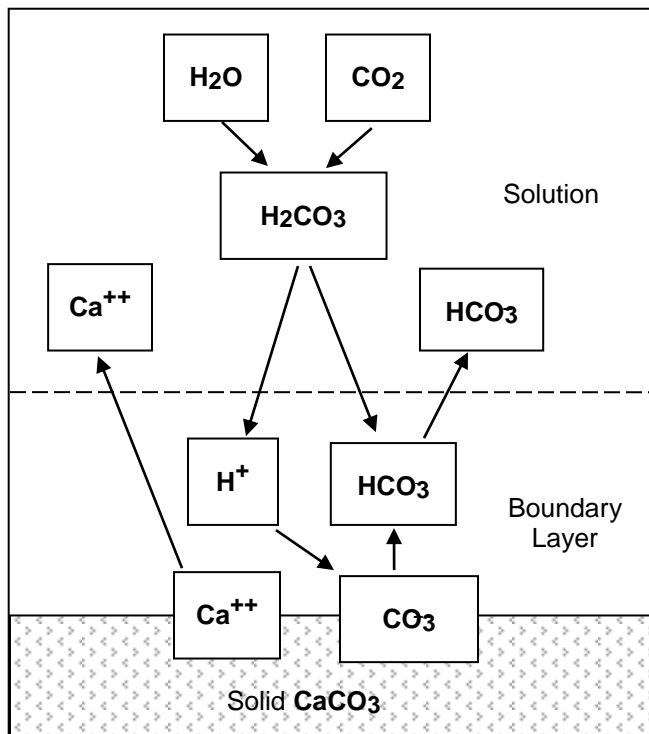 H2O
CO2
H2CO3
Solution
Ca++
HCO3-
H+
HCO3-
Boundary
Layer
Ca++
CO3-
Solid CaCO3